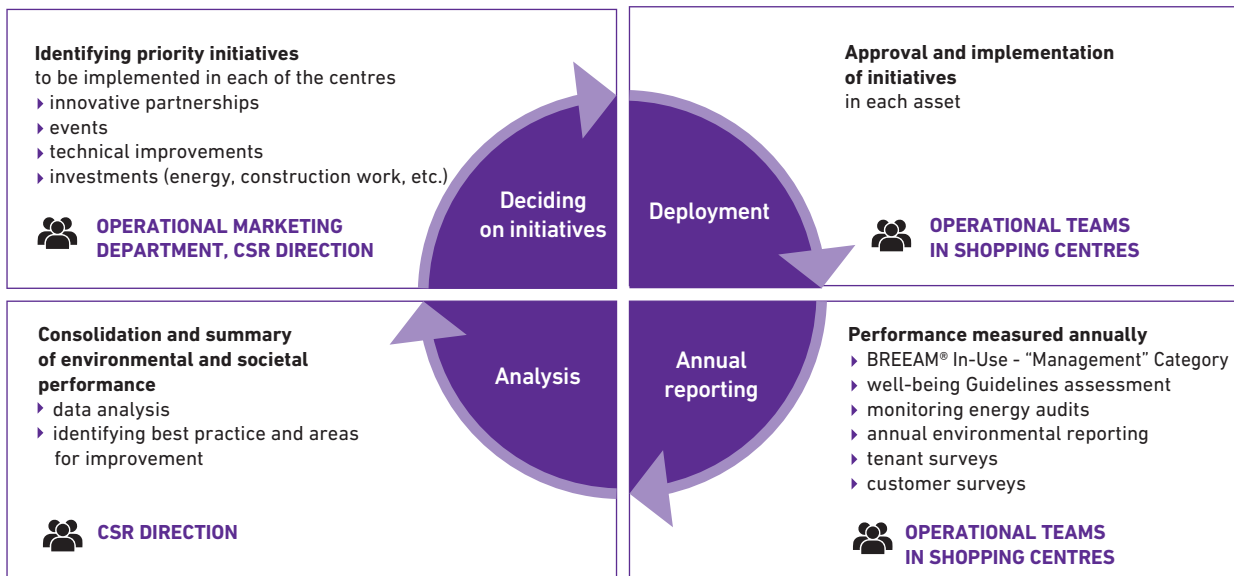 Identifying priority initiatives
to be implemented in each of the centres
innovative partnerships
events
technical improvements
investments (energy, construction work, etc.)
OPERATIONAL MARKETING
DEPARTMENT, CSR DIRECTION
Deciding
on initiatives
Approval and implementation
of initiatives
in each asset
Deployment
OPERATIONAL TEAMS
IN SHOPPING CENTRES
Consolidation and summary
of environmental and societal
performance
data analysis
identifying best practice and areas
for improvement
CSR DIRECTION
Analysis
Annual
reporting
Performance measured annually
BREEAM® In-Use - “Management” Category
well-being Guidelines assessment
monitoring energy audits
annual environmental reporting
tenant surveys
customer surveys
OPERATIONAL TEAMS
IN SHOPPING CENTRES